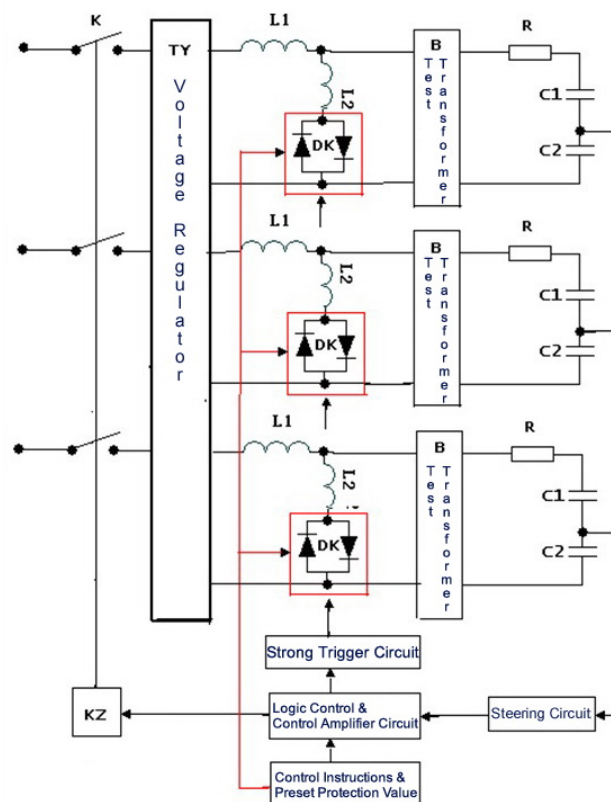 K
TY
Voltage Regulator
L1
L2
DK
B
Test Transformer
R
C1
C2
L1
L2
DK
B
Test Transformer
R
C1
C2
L1
L2
DK
B
Test Transformer
R
C1
C2
Strong Trigger Circuit
KZ
Logic Control &
Control Amplifier Circuit
Steering Circuit
Control Instructions &
Preset Protection Value